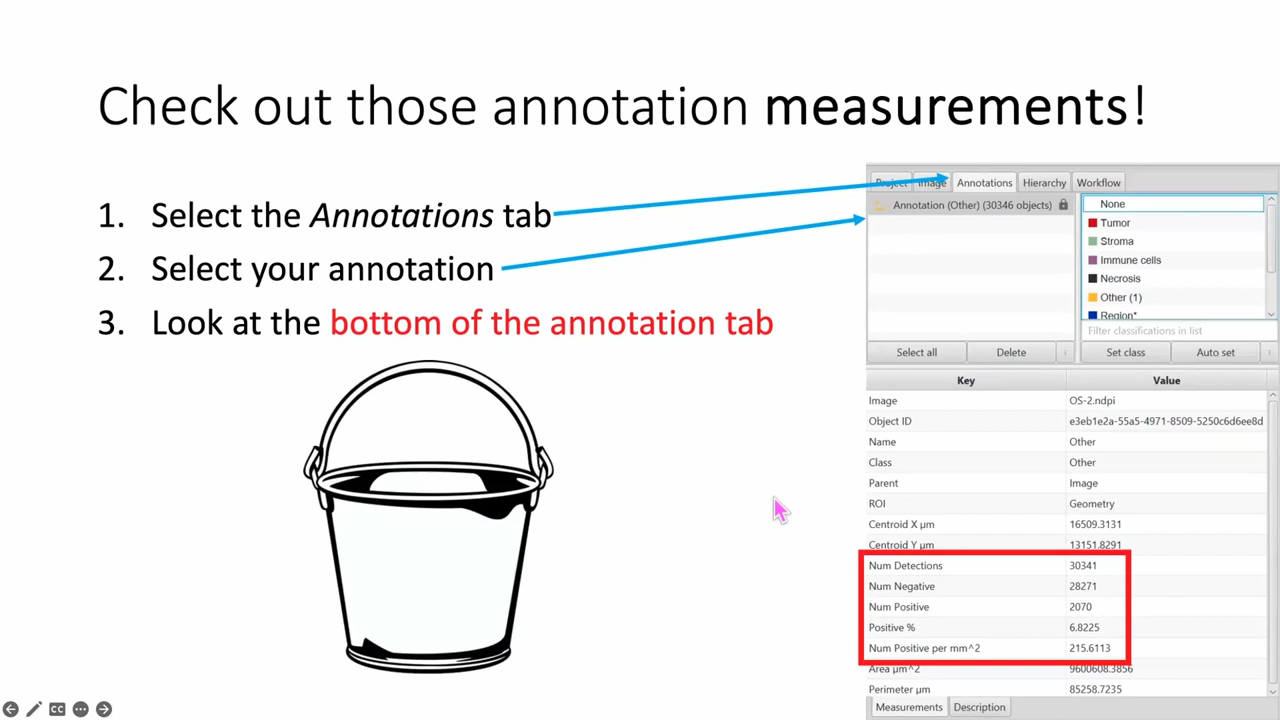 Check out those annotation measurements!
1. Select the Annotations tab
2. Select your annotation
3. Look at the bottom of the annotation tab
Project Image Annotations Hierarchy Workflow
Annotation (Other) (30346 objects)
None
Tumor
Stroma
Immune cells
Necrosis
Other (1)
Region*
Filter classifications in list
Select all Delete Set class Auto set
Key Value
Image OS-2.ndpi
Object ID e3eb1e2a-55a5-4971-8509-5250c6d6ee8d
Name Other
Class Other
Parent Image
ROI Geometry
Centroid X µm 16509.3131
Centroid Y µm 13151.8291
Num Detections 30341
Num Negative 28271
Num Positive 2070
Positive % 6.8225
Num Positive per mm^2 215.6113
Area µm^2 9600608.3856
Perimeter µm 85258.7235
Measurements Description
CC